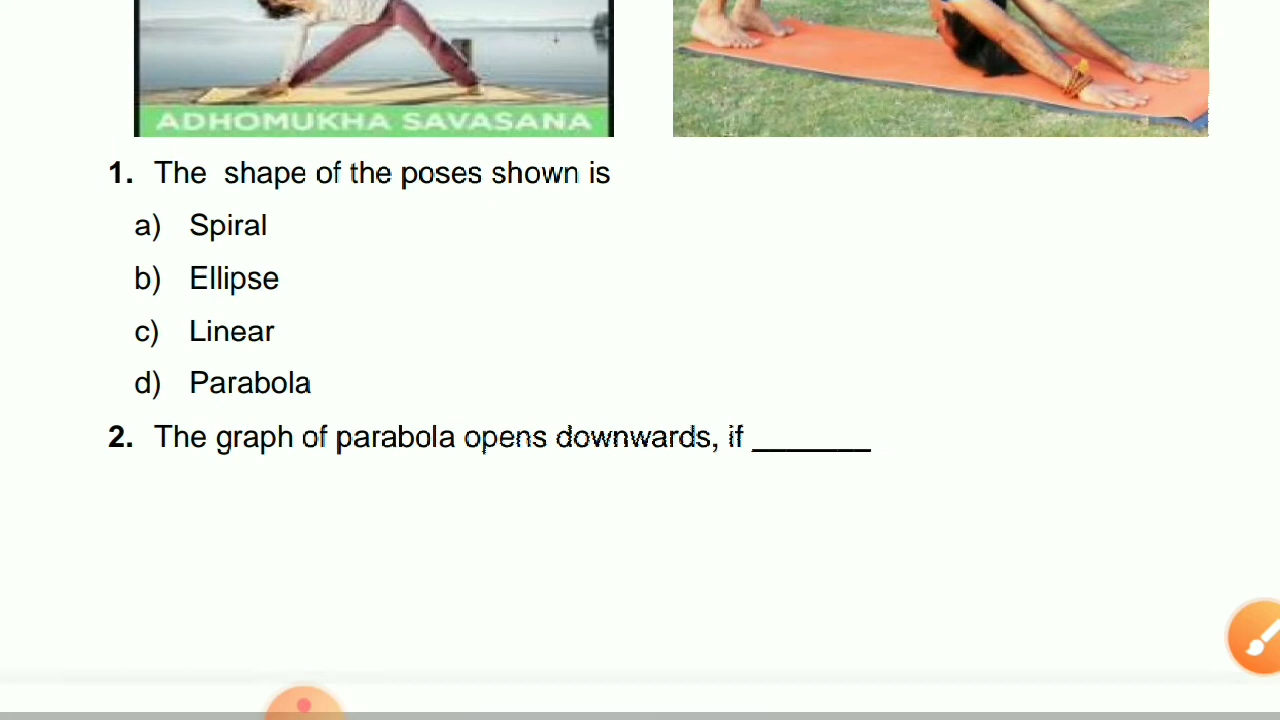 ADHOMUKHA SAVASANA
1. The shape of the poses shown is
a) Spiral
b) Ellipse
c) Linear
d) Parabola
2. The graph of parabola opens downwards, if _______